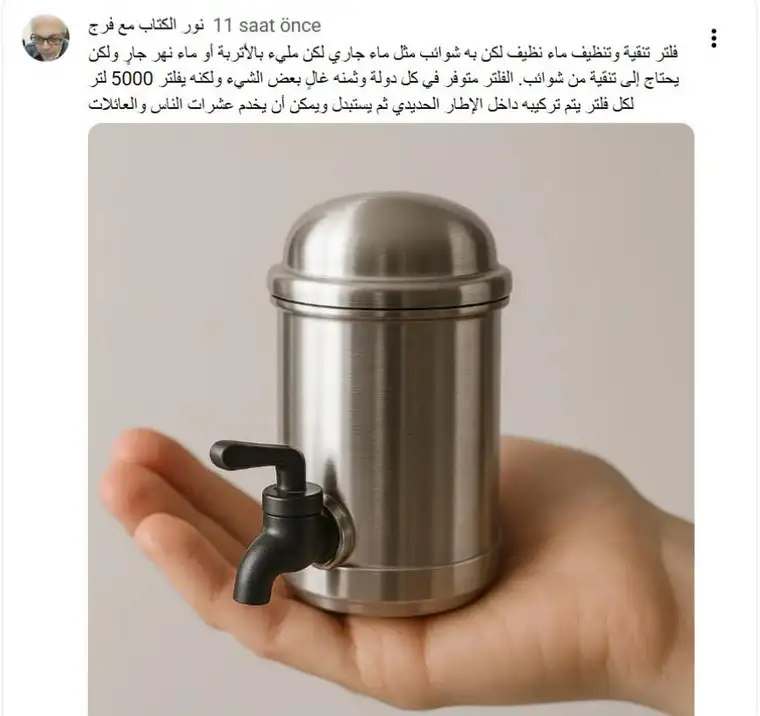 نور الكتاب مع فرج 11 saat önce
فلتر تنقية وتنظيف ماء نظيف لكن به شوائب مثل ماء جاري لكن مليء بالأتربة أو ماء نهر جارٍ ولكن
يحتاج إلى تنقية من شوائب. الفلتر متوفر في كل دولة وثمنه غالٍ بعض الشيء ولكنه يفلتر 5000 لتر
لكل فلتر يتم تركيبه داخل الإطار الحديدي ثم يستبدل ويمكن أن يخدم عشرات الناس والعائلات